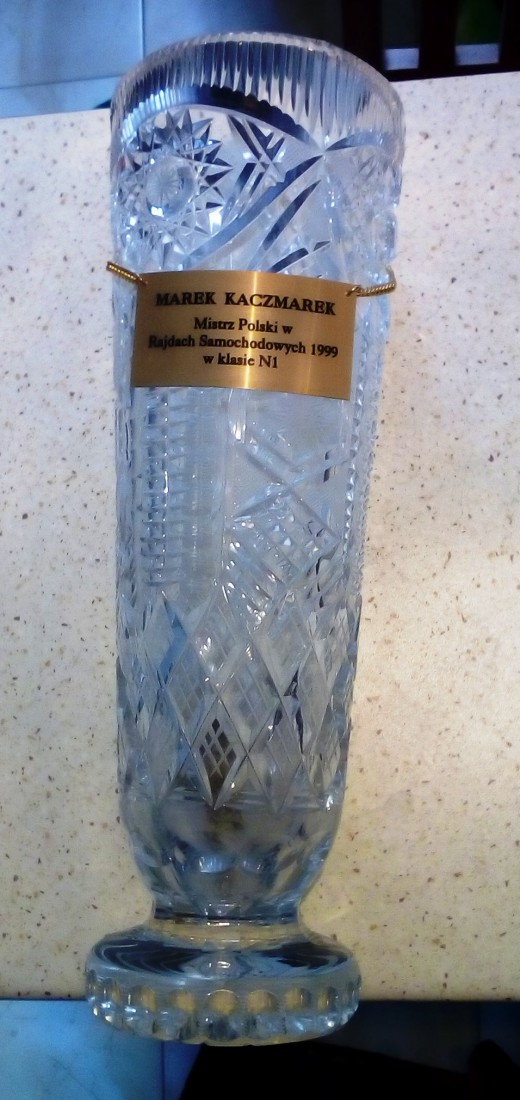 MAREK KACZMAREK
Mistrz Polski w
Rajdach Samochodowych 1999
w klasie N1